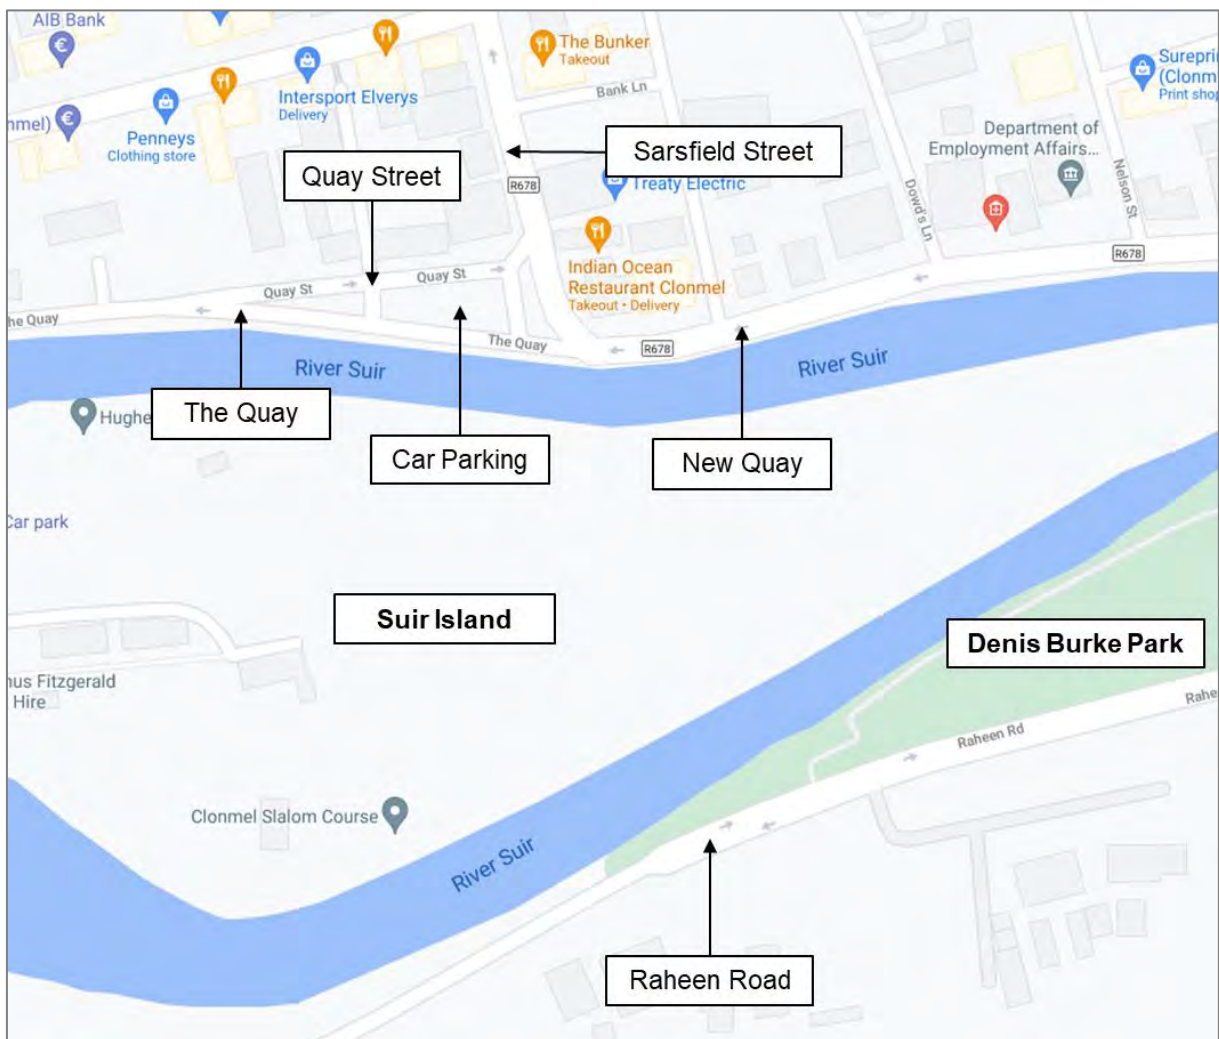 AIB Bank
The Bunker
Takeout
Surepri
(Clonm
Print shop
Intersport Elverys
Delivery
Bank Ln
nmel)
Penneys
Clothing store
Department of
Employment Affairs...
Sarsfield Street
Quay Street
Treaty Electric
R678
Dowd's Ln
Nelson St
Indian Ocean
Restaurant Clonmel
Takeout • Delivery
Quay St
Quay St
R678
he Quay
The Quay
R678
River Suir
River Suir
The Quay
Hughe
Car Parking
New Quay
Car park
Suir Island
Denis Burke Park
nus Fitzgerald
Hire
Rahe
Raheen Rd
Clonmel Slalom Course
River Suir
Raheen Road